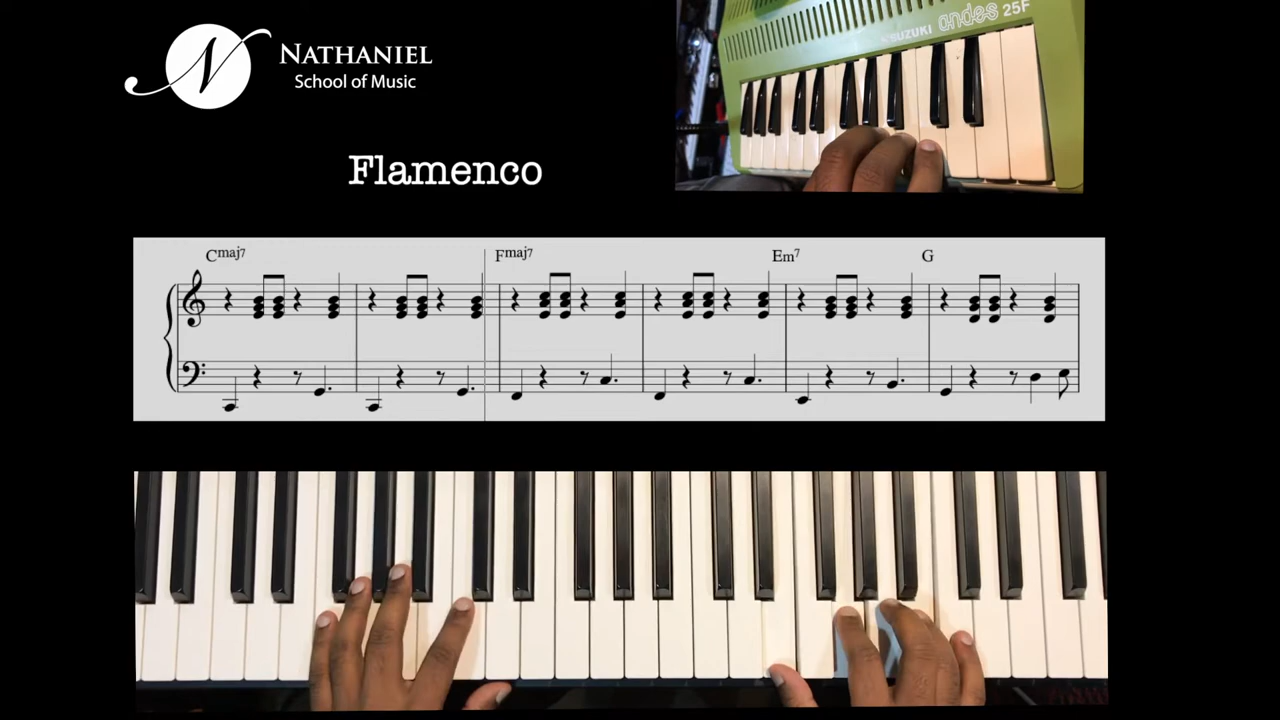 NATHANIEL
School of Music
SUZUKI andes 25F
Flamenco
Cmaj7 Fmaj7 Em7 G